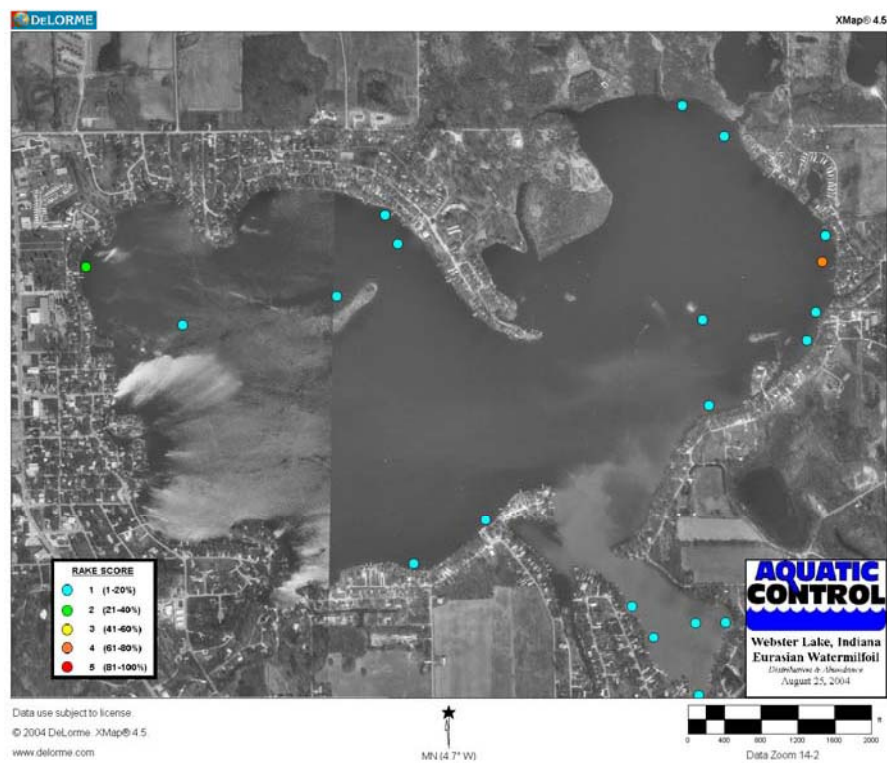 DELORME
XMap® 4.5
RAKE SCORE
1 (1-20%)
2 (21-40%)
3 (41-60%)
4 (61-80%)
5 (81-100%)
AQUATIC
CONTROL
Webster Lake, Indiana
Eurasian Watermilfoil
Distribution & Abundance
August 25, 2004
Data use subject to license.
© 2004 DeLorme. XMap® 4.5.
www.delorme.com
MN (4.7° W)
ft
0 400 800 1200 1600 2000
Data Zoom 14-2